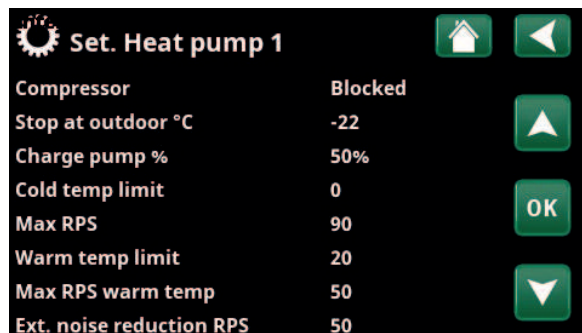 Set. Heat pump 1
Compressor Blocked
Stop at outdoor °C -22
Charge pump % 50%
Cold temp limit 0
Max RPS 90
OK
Warm temp limit 20
Max RPS warm temp 50
Ext. noise reduction RPS 50